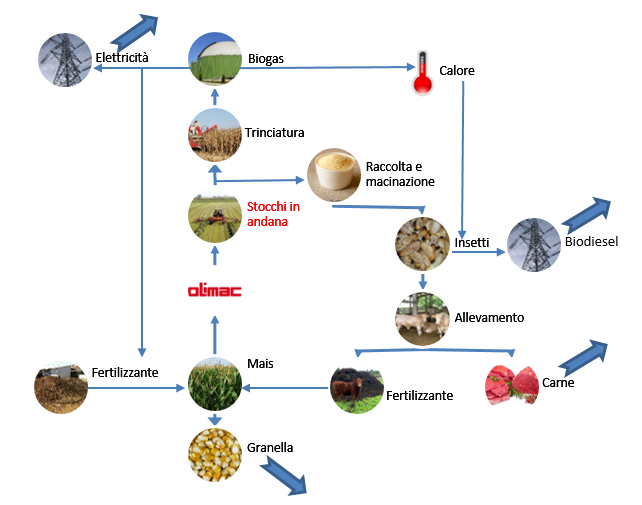 Elettricità
Biogas
Calore
Trinciatura
Raccolta e
macinazione
Stocchi in
andana
Insetti
Biodiesel
olimac
Allevamento
Mais
Fertilizzante
Fertilizzante
Carne
Granella